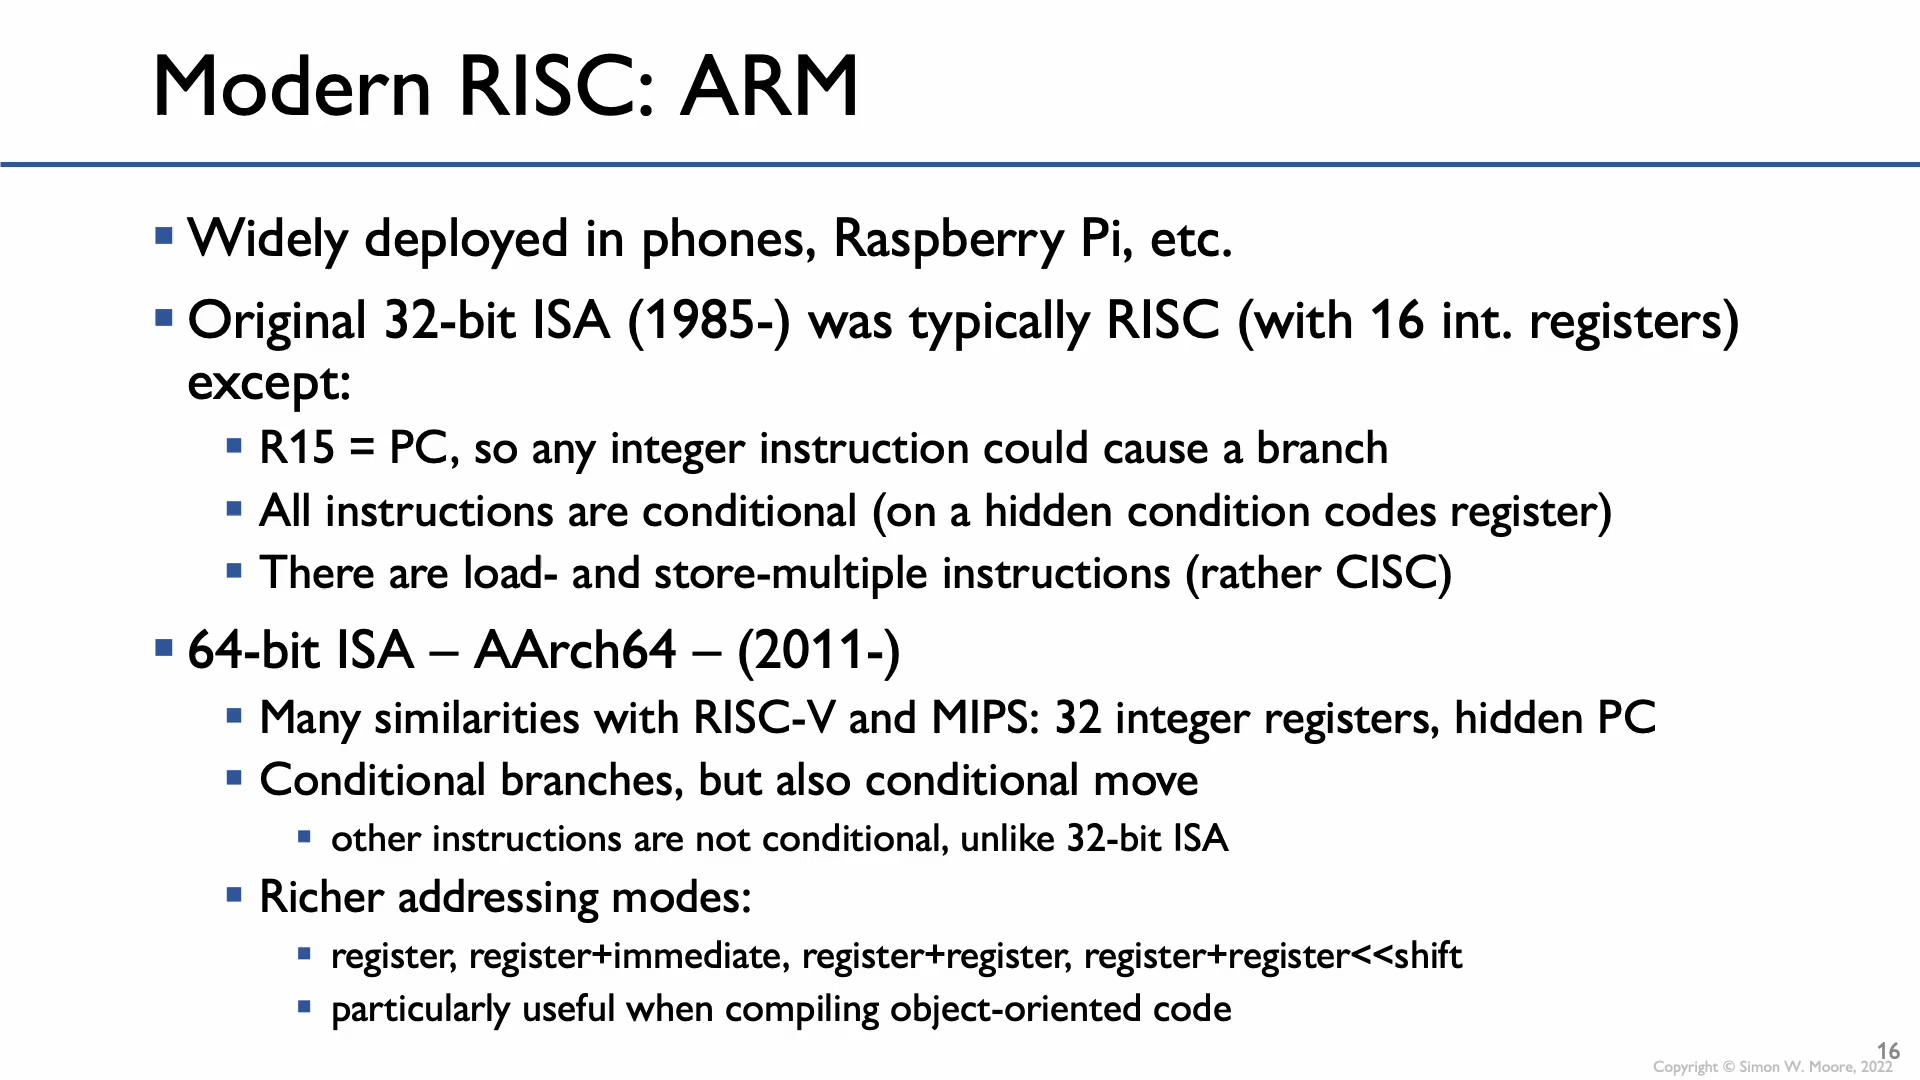 Modern RISC: ARM
Widely deployed in phones, Raspberry Pi, etc.
Original 32-bit ISA (1985-) was typically RISC (with 16 int. registers)
except:
R15 = PC, so any integer instruction could cause a branch
All instructions are conditional (on a hidden condition codes register)
There are load- and store-multiple instructions (rather CISC)
64-bit ISA – AArch64 – (2011-)
Many similarities with RISC-V and MIPS: 32 integer registers, hidden PC
Conditional branches, but also conditional move
other instructions are not conditional, unlike 32-bit ISA
Richer addressing modes:
register, register+immediate, register+register, register+register<<shift
particularly useful when compiling object-oriented code
16
Copyright © Simon W. Moore, 2022